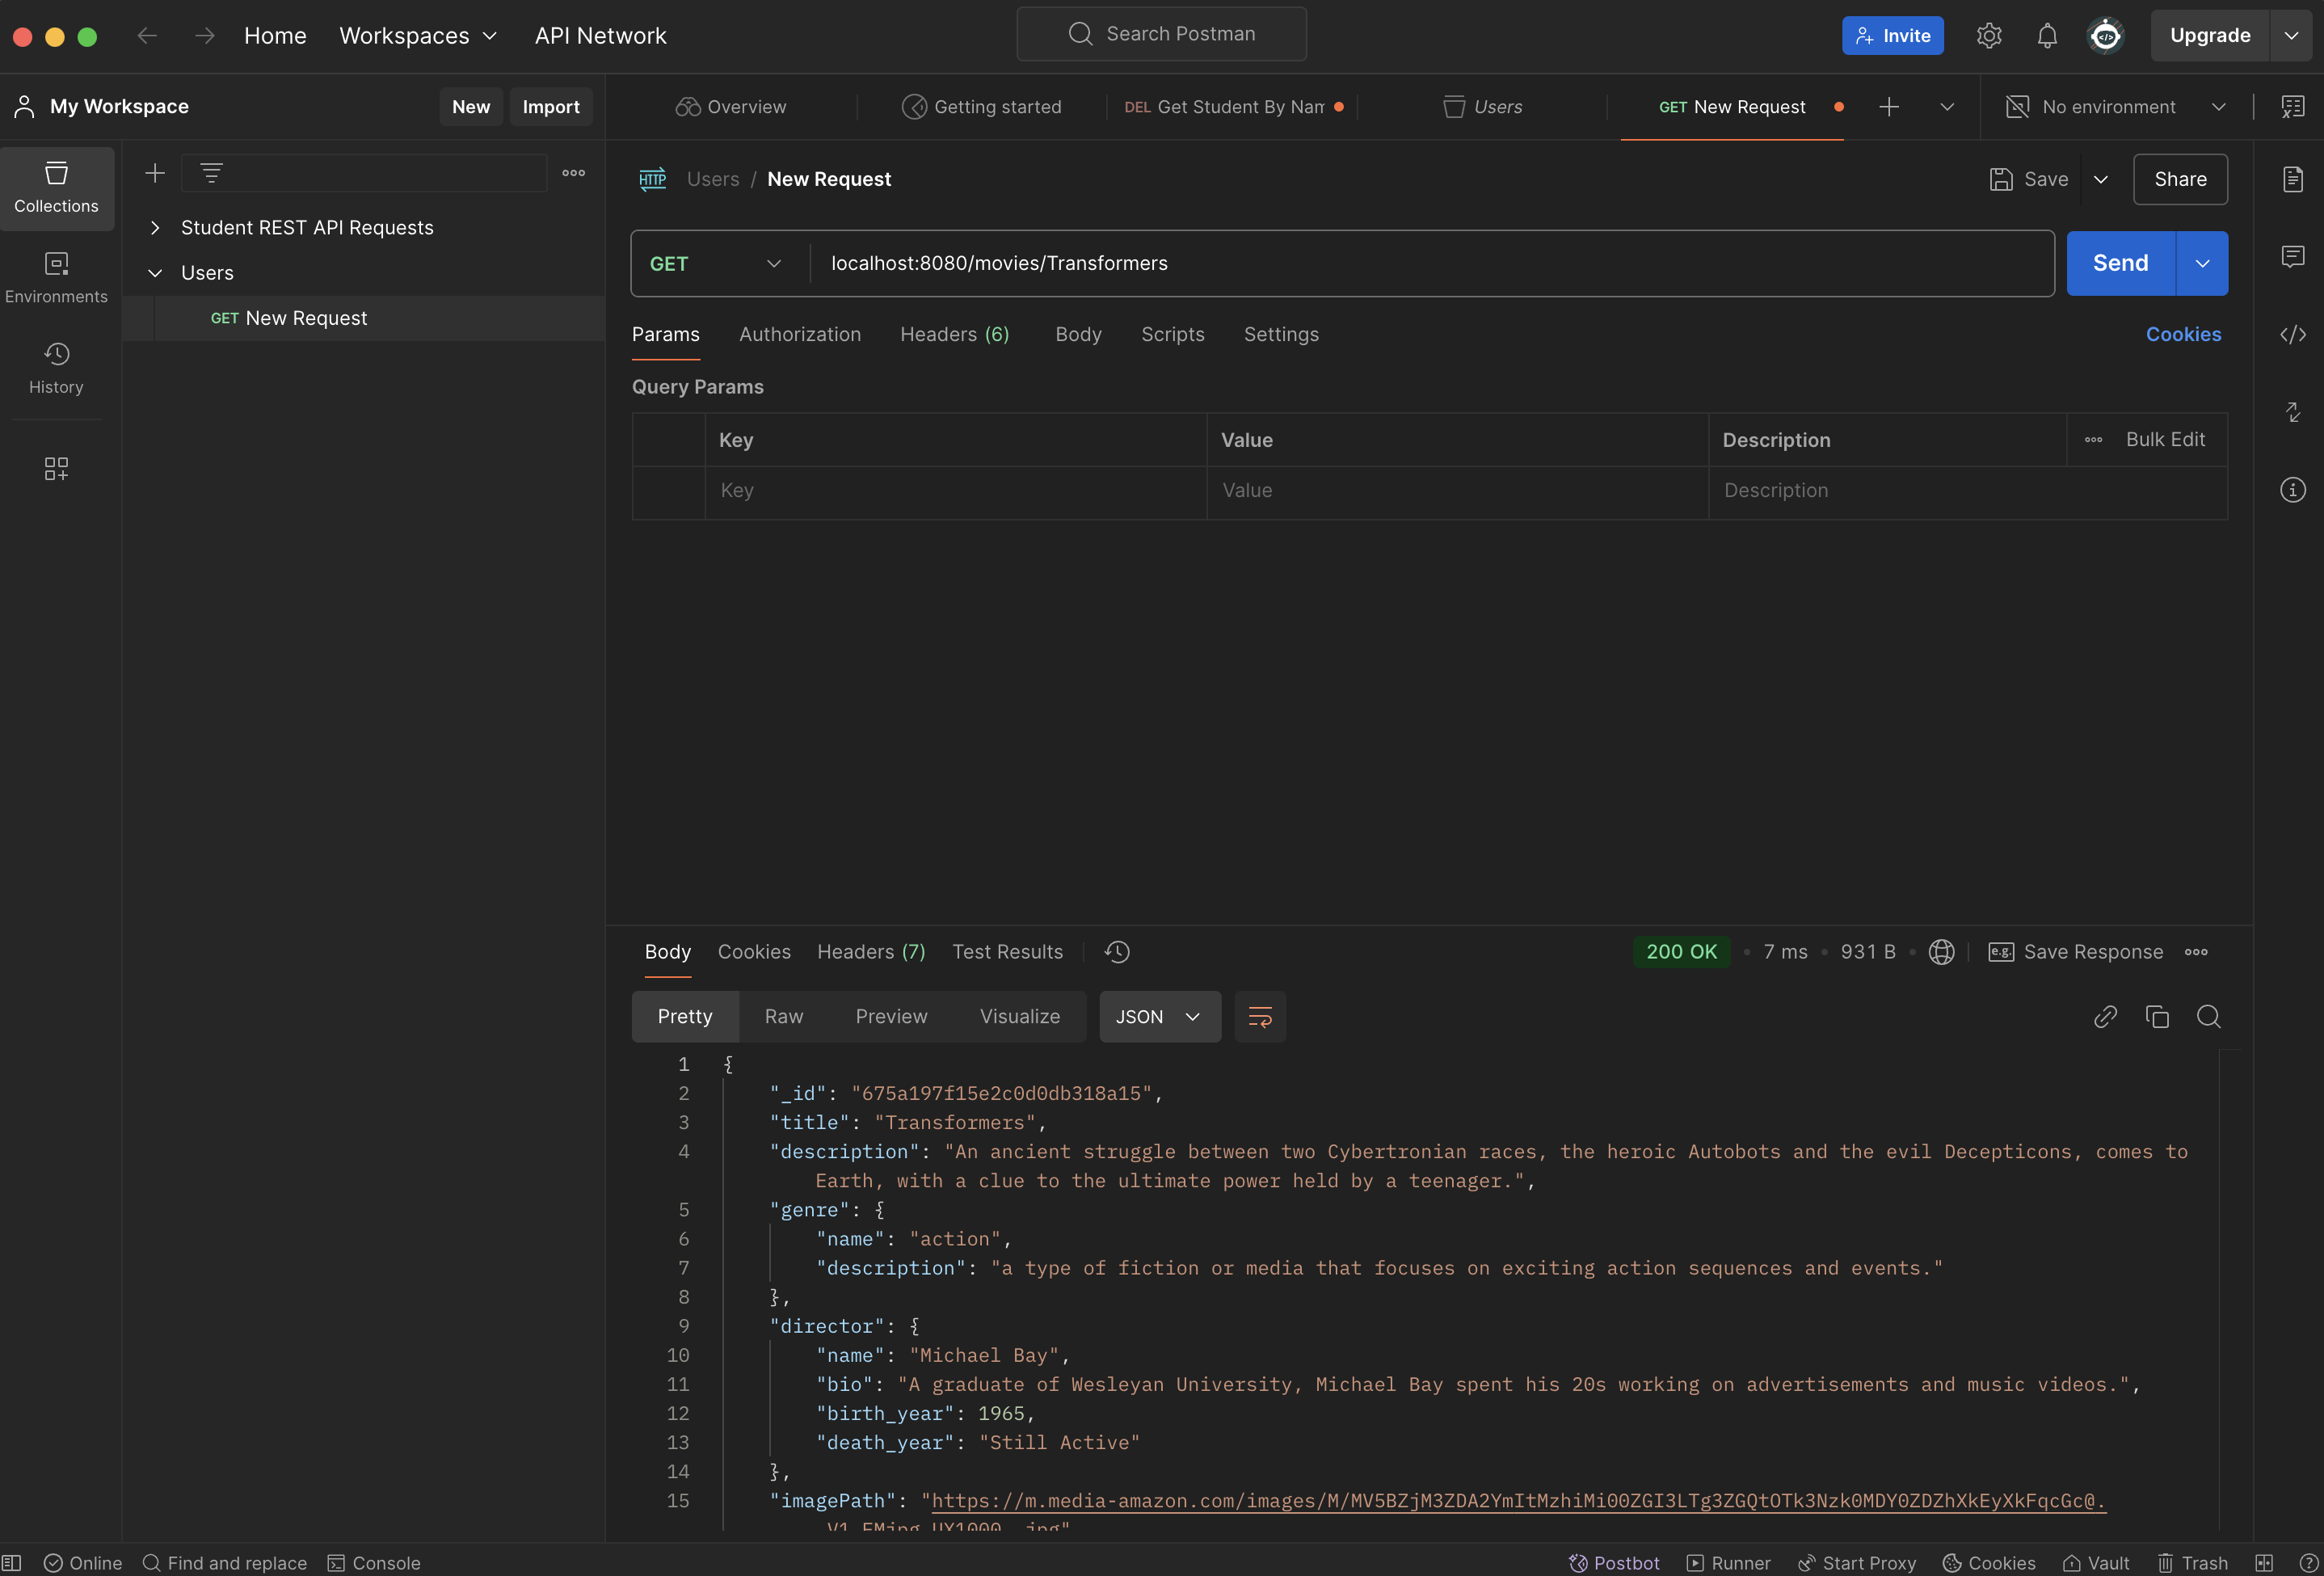 Home Workspaces API Network Search Postman Invite Upgrade
My Workspace New Import Overview Getting started DEL Get Student By Nam Users GET New Request No environment
Collections
Environments
History
Student REST API Requests
Users
GET New Request
HTTP Users / New Request Save Share
GET localhost:8080/movies/Transformers Send
Params Authorization Headers (6) Body Scripts Settings Cookies
Query Params
Key Value Description Bulk Edit
Key Value Description
Body Cookies Headers (7) Test Results 200 OK 7 ms 931 B e.g. Save Response
Pretty Raw Preview Visualize JSON
1 {
2 "_id": "675a197f15e2c0d0db318a15",
3 "title": "Transformers",
4 "description": "An ancient struggle between two Cybertronian races, the heroic Autobots and the evil Decepticons, comes to
Earth, with a clue to the ultimate power held by a teenager.",
5 "genre": {
6 "name": "action",
7 "description": "a type of fiction or media that focuses on exciting action sequences and events."
8 },
9 "director": {
10 "name": "Michael Bay",
11 "bio": "A graduate of Wesleyan University, Michael Bay spent his 20s working on advertisements and music videos.",
12 "birth_year": 1965,
13 "death_year": "Still Active"
14 },
15 "imagePath": "https://m.media-amazon.com/images/M/MV5BZjM3ZDA2YmItMzhiMi00ZGI3LTg3ZGQtOTk3Nzk0MDY0ZDZhXkEyXkFqcGc@.
Online Find and replace Console Postbot Runner Start Proxy Cookies Vault Trash